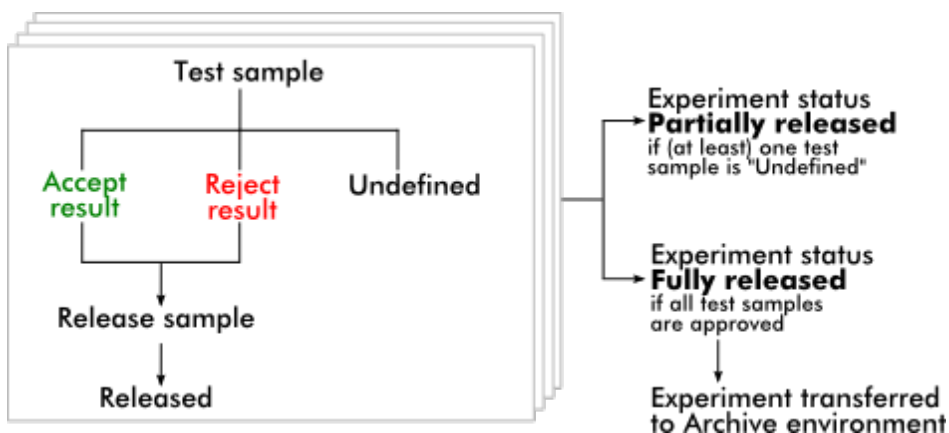 Test sample
Accept
result
Reject
result
Undefined
Release sample
Released
Experiment status
Partially released
if (at least) one test
sample is "Undefined"
Experiment status
Fully released
if all test samples
are approved
Experiment transferred
to Archive environment